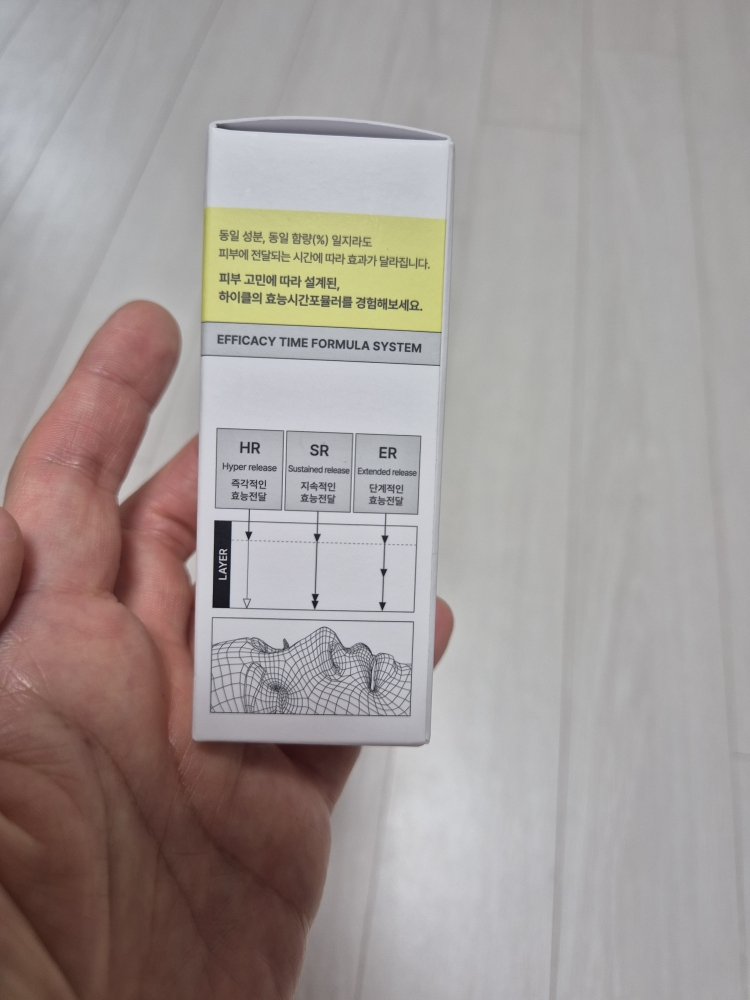 동일 성분, 동일 함량(%) 일지라도
피부에 전달되는 시간에 따라 효과가 달라집니다.
피부 고민에 따라 설계된,
하이클의 효능시간포뮬러를 경험해보세요.
EFFICACY TIME FORMULA SYSTEM
HR
Hyper release
즉각적인
효능전달
SR
Sustained release
지속적인
효능전달
ER
Extended release
단계적인
효능전달
LAYER